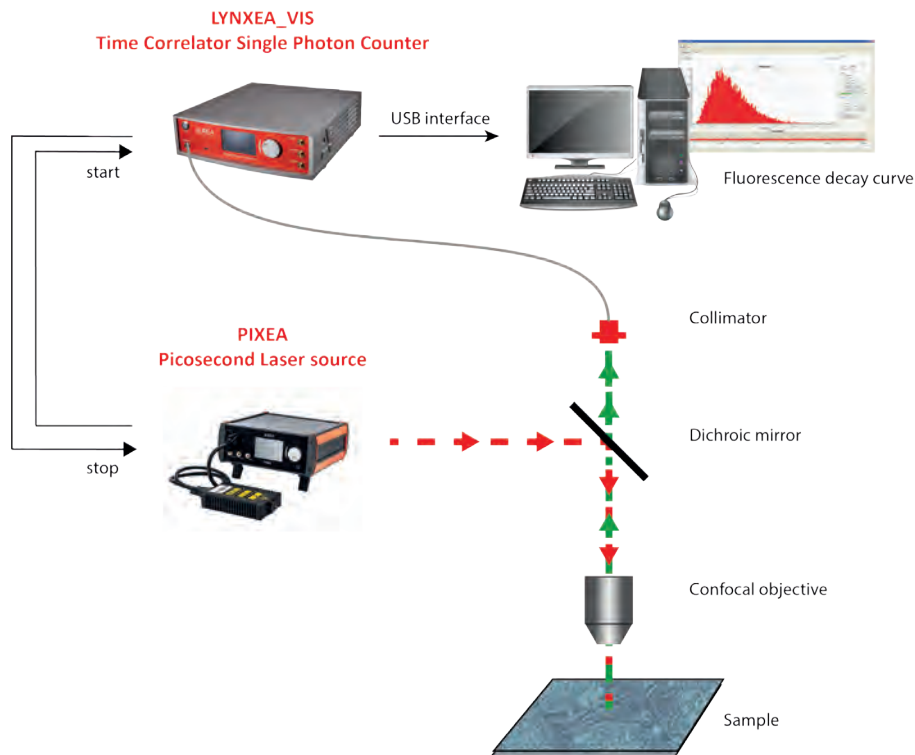 LYNXEA_VIS
Time Correlator Single Photon Counter
USB interface
start
Fluorescence decay curve
Collimator
PIXEA
Picosecond Laser source
Dichroic mirror
stop
Confocal objective
Sample